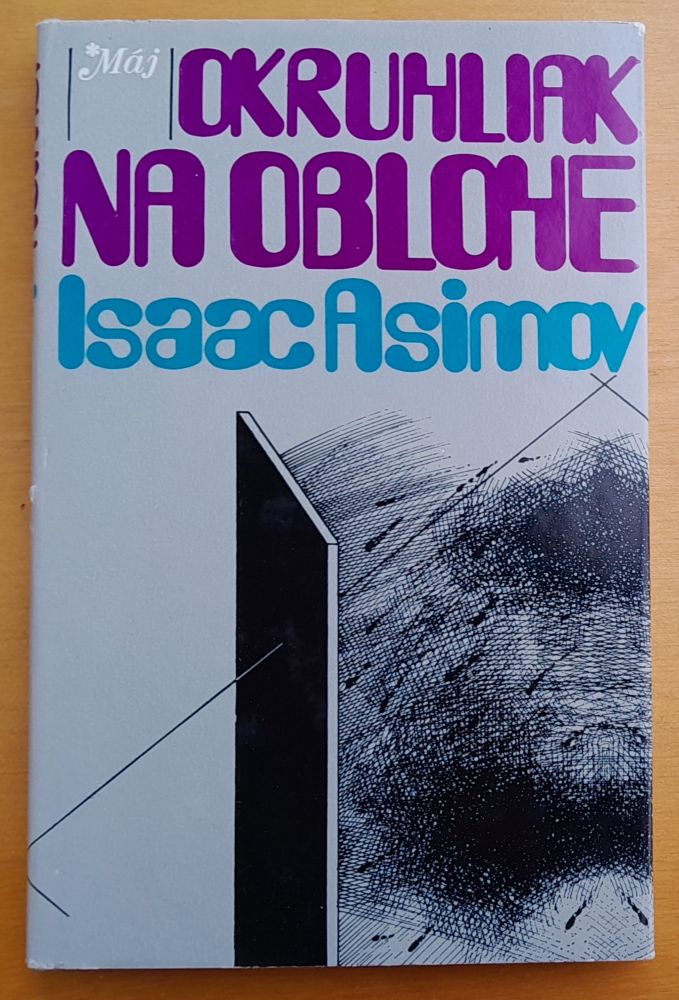 *Máj
OKRUHLIAK
NA OBLOHE
Isaac Asimov